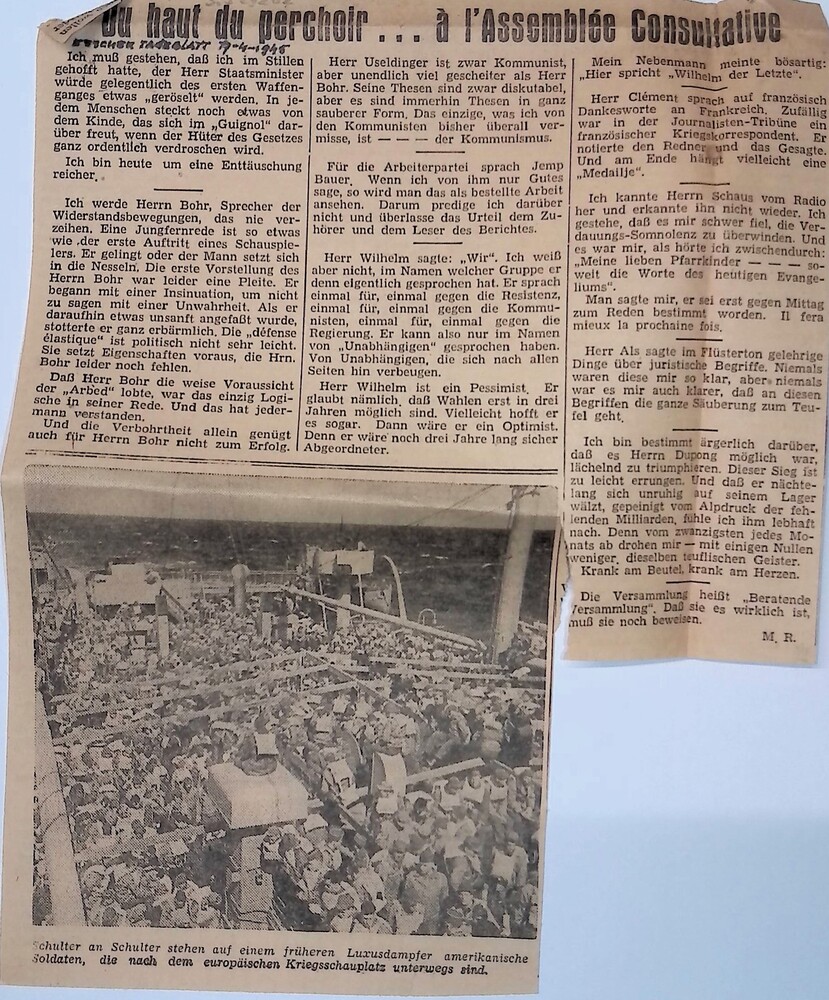 Du haut du perchoir . . . à l'Assemblée Consultative
ESCHER TAGEBLATT 19-4-1945
Ich muß gestehen, daß ich im Stillen
gehofft hatte, der Herr Staatsminister
würde gelegentlich des ersten Waffen-
ganges etwas „geröselt" werden. In je-
dem Menschen steckt noch etwas von
dem Kinde, das sich im „Guignol" dar-
über freut, wenn der Hüter des Gesetzes
ganz ordentlich verdroschen wird.
Ich bin heute um eine Enttäuschung
reicher.
Ich werde Herrn Bohr, Sprecher der
Widerstandsbewegungen, das nie ver-
zeihen. Eine Jungfernrede ist so etwas
wie der erste Auftritt eines Schauspie-
lers. Er gelingt oder der Mann setzt sich
in die Nesseln. Die erste Vorstellung des
Herrn Bohr war leider eine Pleite. Er
begann mit einer Insinuation, um nicht
zu sagen mit einer Unwahrheit. Als er
daraufhin etwas unsanft angefaßt wurde,
stotterte er ganz erbärmlich. Die „défense
élastique" ist politisch nicht sehr leicht.
Sie setzt Eigenschaften voraus, die Hrn.
Bohr leider noch fehlen.
Daß Herr Bohr die weise Voraussicht
der „Arbed" lobte, war das einzig Logi-
sche in seiner Rede. Und das hat jeder-
mann verstanden.
Und die Verbohrtheit allein genügt
auch für Herrn Bohr nicht zum Erfolg.
Herr Useldinger ist zwar Kommunist,
aber unendlich viel gescheiter als Herr
Bohr. Seine Thesen sind zwar diskutabel,
aber es sind immerhin Thesen in ganz
sauberer Form. Das einzige, was ich von
den Kommunisten bisher überall ver-
misse, ist — — — der Kommunismus.
Für die Arbeiterpartei sprach Jemp
Bauer. Wenn ich von ihm nur Gutes
sage, so wird man das als bestellte Arbeit
ansehen. Darum predige ich darüber
nicht und überlasse das Urteil dem Zu-
hörer und dem Leser des Berichtes.
Herr Wilhelm sagte: „Wir". Ich weiß
aber nicht, im Namen welcher Gruppe er
denn eigentlich gesprochen hat. Er sprach
einmal für, einmal gegen die Resistenz,
einmal für, einmal gegen die Kommu-
nisten, einmal für, einmal gegen die
Regierung. Er kann also nur im Namen
von „Unabhängigen" gesprochen haben.
Von Unabhängigen, die sich nach allen
Seiten hin verbeugen.
Herr Wilhelm ist ein Pessimist. Er
glaubt nämlich, daß Wahlen erst in drei
Jahren möglich sind. Vielleicht hofft er
es sogar. Dann wäre er ein Optimist.
Denn er wäre noch drei Jahre lang sicher
Abgeordneter.
Mein Nebenmann meinte bösartig:
„Hier spricht „Wilhelm der Letzte".
Herr Clément sprach auf französisch
Dankesworte an Frankreich. Zufällig
war in der Journalisten-Tribüne ein
französischer Kriegskorrespondent. Er
notierte den Redner und das Gesagte.
Und am Ende hängt vielleicht eine
„Medallje".
Ich kannte Herrn Schaus vom Radio
her und erkannte ihn nicht wieder. Ich
gestehe, daß es mir schwer fiel, die Ver-
dauungs-Somnolenz zu überwinden. Und
es war mir, als hörte ich zwischendurch:
„Meine lieben Pfarrkinder — — — so-
weit die Worte des heutigen Evange-
liums".
Man sagte mir, er sei erst gegen Mittag
zum Reden bestimmt worden. Il fera
mieux la prochaine fois.
Herr Als sagte im Flüsterton gelehrige
Dinge über juristische Begriffe. Niemals
waren diese mir so klar, aber niemals
war es mir auch klarer, daß an diesen
Begriffen die ganze Säuberung zum Teu-
fel geht.
Ich bin bestimmt ärgerlich darüber,
daß es Herrn Dupong möglich war,
lächelnd zu triumphieren. Dieser Sieg ist
zu leicht errungen. Und daß er nächte-
lang sich unruhig auf seinem Lager
wälzt, gepeinigt vom Alpdruck der feh-
lenden Milliarden, fühle ich ihm lebhaft
nach. Denn vom zwanzigsten jedes Mo-
nats ab drohen mir — mit einigen Nullen
weniger, dieselben teuflischen Geister.
Krank am Beutel, krank am Herzen.
Die Versammlung heißt „Beratende
Versammlung". Daß sie es wirklich ist,
muß sie noch beweisen.
M. R.
Schulter an Schulter stehen auf einem früheren Luxusdampfer amerikanische
Soldaten, die nach dem europäischen Kriegsschauplatz unterwegs sind.